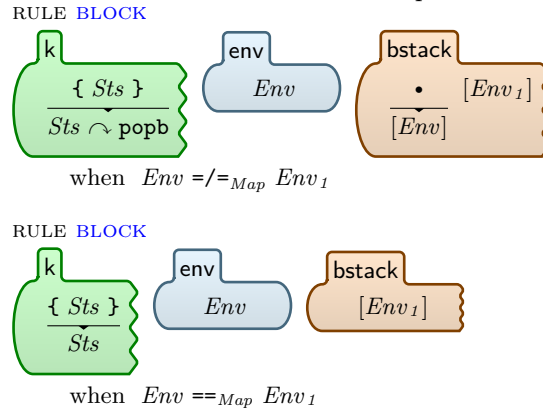 RULE BLOCK
k env bstack
{ Sts } Env • [Env1]
Sts ↷ popb [Env]
when Env =/=Map Env1
RULE BLOCK
k env bstack
{ Sts } Env [Env1]
Sts
when Env ==Map Env1